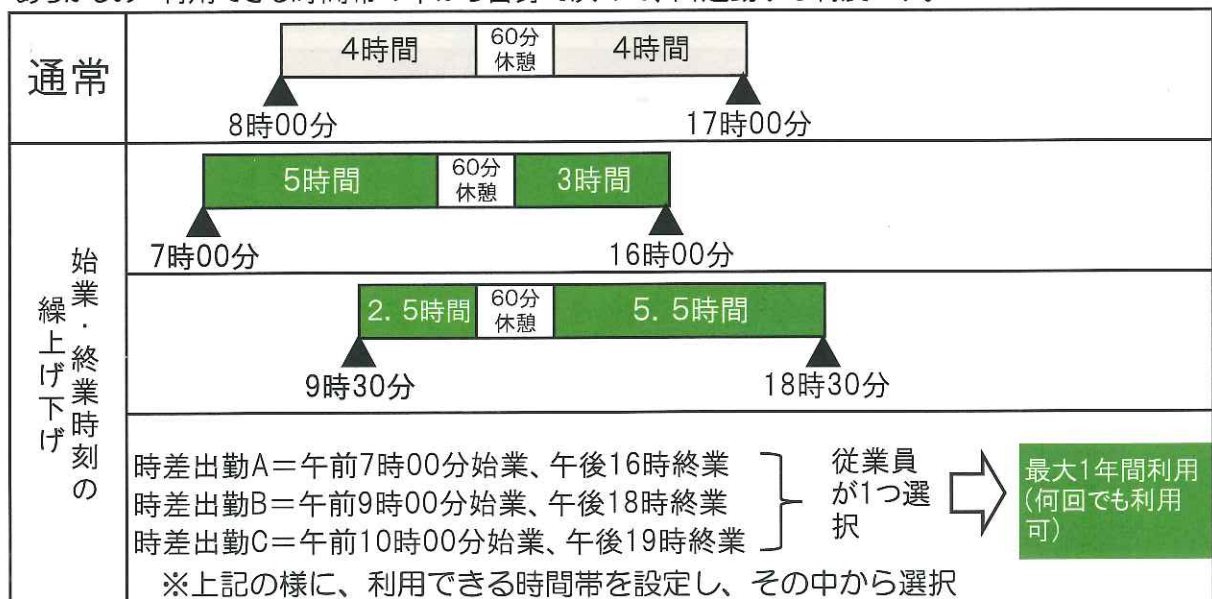 通常
4時間
60分
休憩
4時間
8時00分
17時00分
始業・終業時刻の
繰上げ下げ
5時間
60分
休憩
3時間
7時00分
16時00分
2.5時間
60分
休憩
5.5時間
9時30分
18時30分
時差出勤A=午前7時00分始業、午後16時終業
時差出勤B=午前9時00分始業、午後18時終業
時差出勤C=午前10時00分始業、午後19時終業
従業員
が1つ選
択
最大1年間利用
(何回でも利用
可)
※上記の様に、利用できる時間帯を設定し、その中から選択